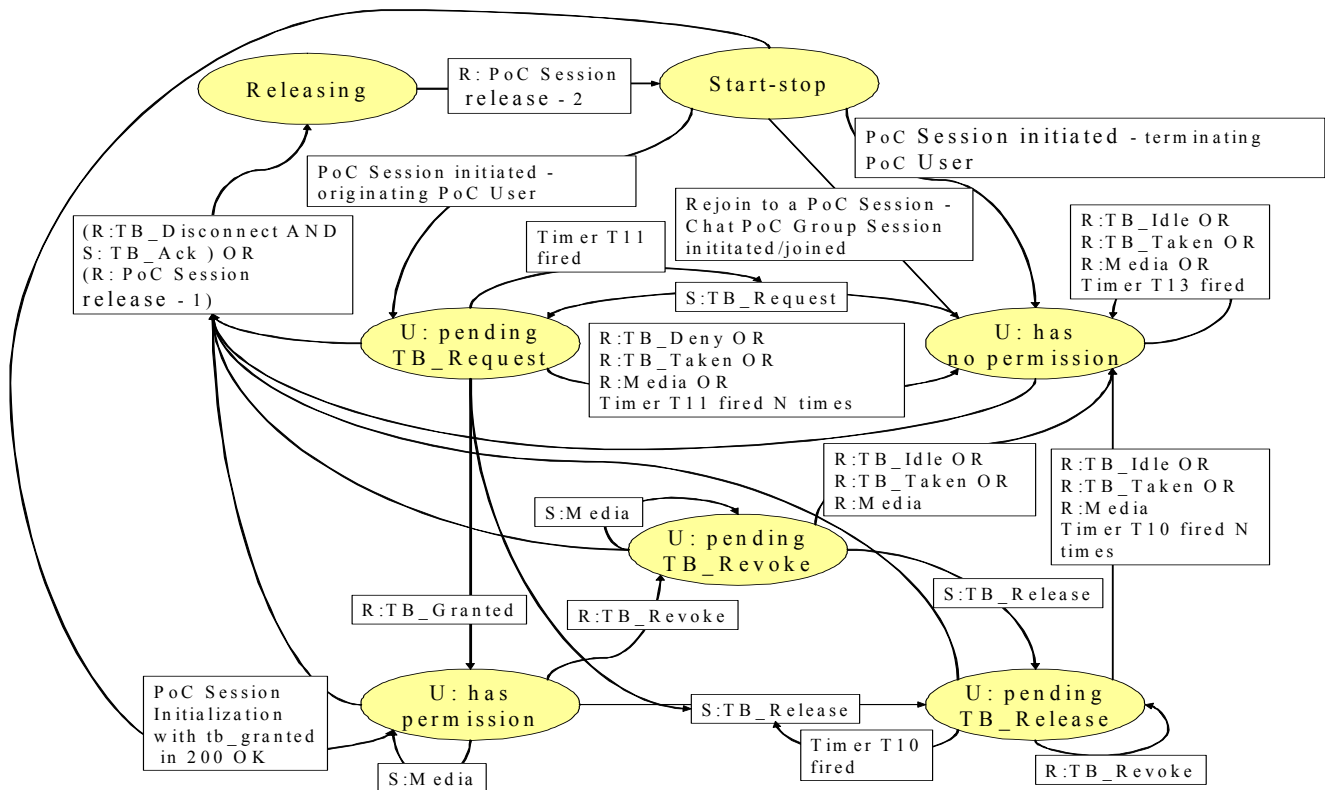 Releasing
R: PoC Session
release - 2
Start-stop
PoC Session initiated - terminating
PoC User
PoC Session initiated -
originating PoC User
Rejoin to a PoC Session -
Chat PoC Group Session
inititated/joined
R:TB_Idle OR
R:TB_Taken OR
R:Media OR
Timer T13 fired
(R:TB_Disconnect AND
S: TB_Ack ) OR
(R: PoC Session
release - 1)
Timer T11
fired
S:TB_Request
U: pending
TB_Request
U: has
no permission
R:TB_Deny OR
R:TB_Taken OR
R:Media OR
Timer T11 fired N times
R:TB_Idle OR
R:TB_Taken OR
R:Media
R:TB_Idle OR
R:TB_Taken OR
R:Media
Timer T10 fired N
times
S:Media
U: pending
TB_Revoke
R:TB_Granted
R:TB_Revoke
S:TB_Release
PoC Session
Initialization
with tb_granted
in 200 OK
U: has
permission
S:TB_Release
U: pending
TB_Release
Timer T10
fired
S:Media
R:TB_Revoke